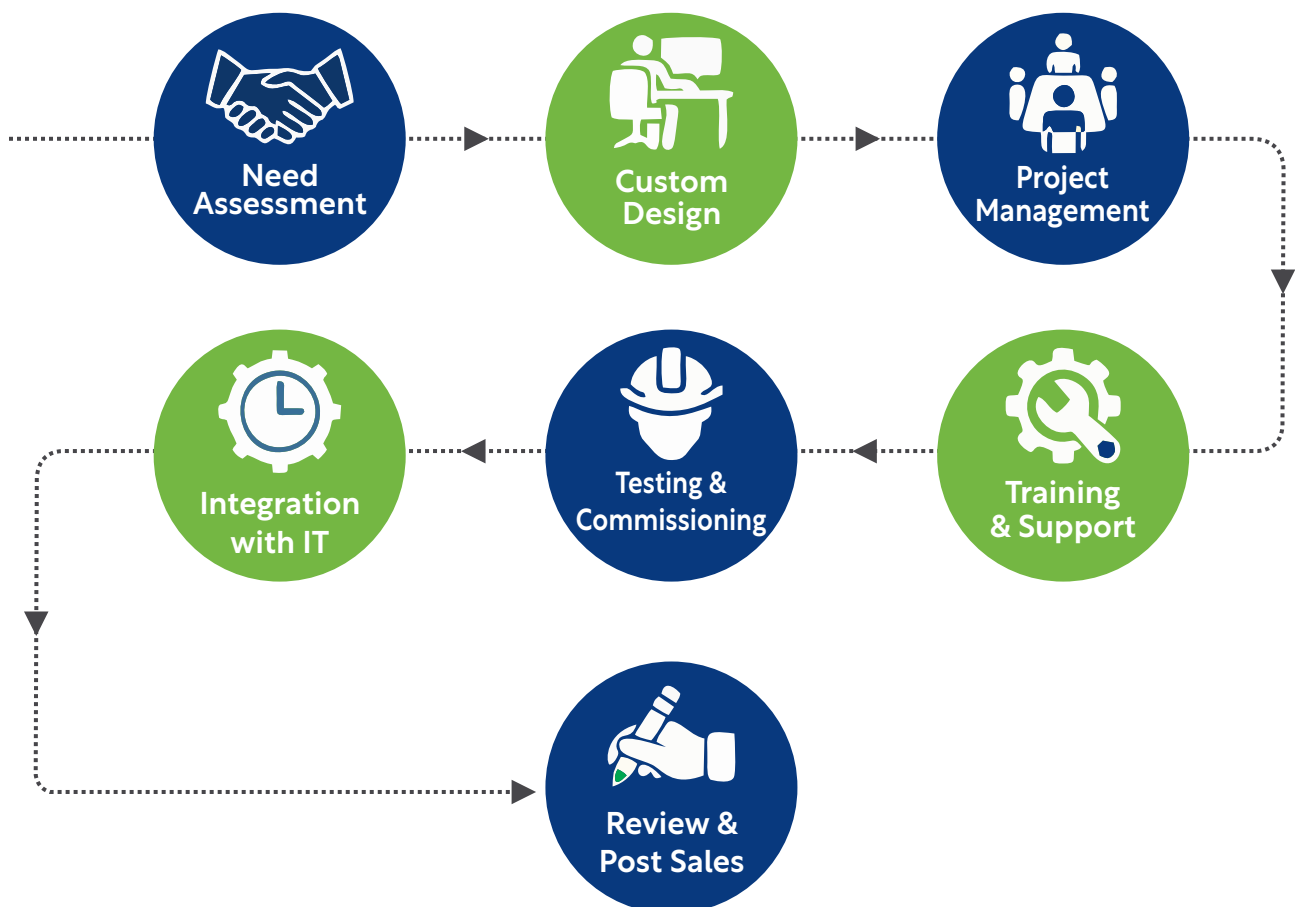 Need
Assessment
Custom
Design
Project
Management
Training
& Support
Testing &
Commissioning
Integration
with IT
Review &
Post Sales